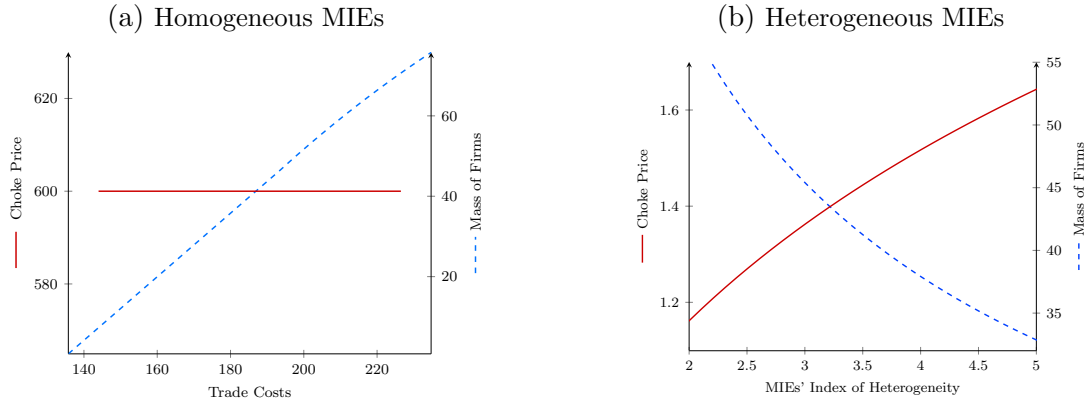 (a) Homogeneous MIEs
620
600
580
Choke Price
60
40
20
Mass of Firms
140 160 180 200 220
Trade Costs
(b) Heterogeneous MIEs
1.6
1.4
1.2
Choke Price
55
50
45
40
35
Mass of Firms
2 2.5 3 3.5 4 4.5 5
MIEs' Index of Heterogeneity